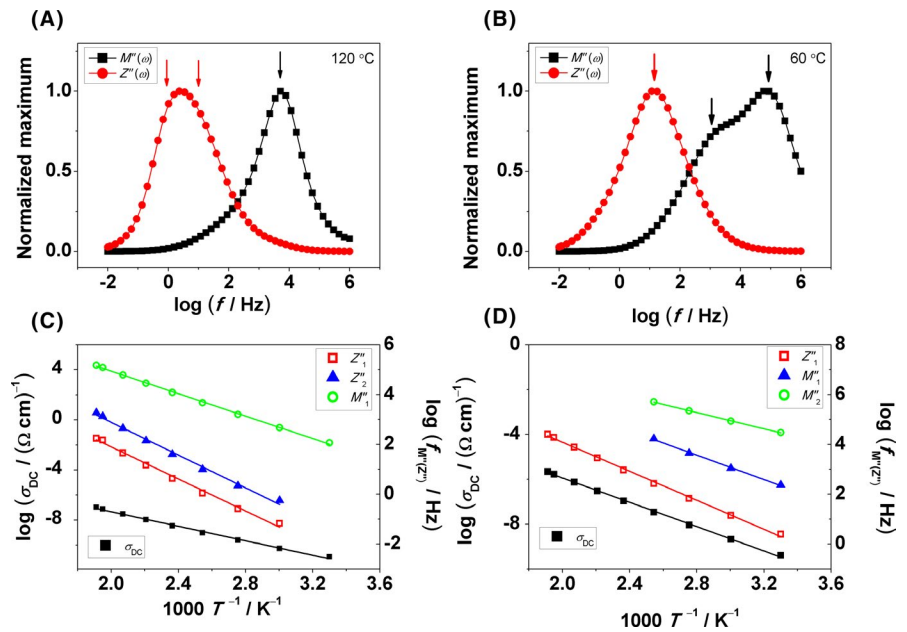 (A)
M″(ω)
Z″(ω)
120 °C
Normalized maximum
1.0
0.5
0.0
-2 0 2 4 6
log (f / Hz)
(B)
M″(ω)
Z″(ω)
60 °C
Normalized maximum
1.0
0.5
0.0
-2 0 2 4 6
log (f / Hz)
(C)
log (σDC / (Ω cm)⁻¹)
4
0
-4
-8
Z″1
Z″2
M″1
σDC
8
6
4
2
0
-2
log (fM″(Z″) / Hz)
2.0 2.4 2.8 3.2 3.6
1000 T⁻¹ / K⁻¹
(D)
log (σDC / (Ω cm)⁻¹)
0
-4
-8
Z″1
M″1
M″2
σDC
8
6
4
2
0
log (fM″(Z″) / Hz)
2.0 2.4 2.8 3.2 3.6
1000 T⁻¹ / K⁻¹